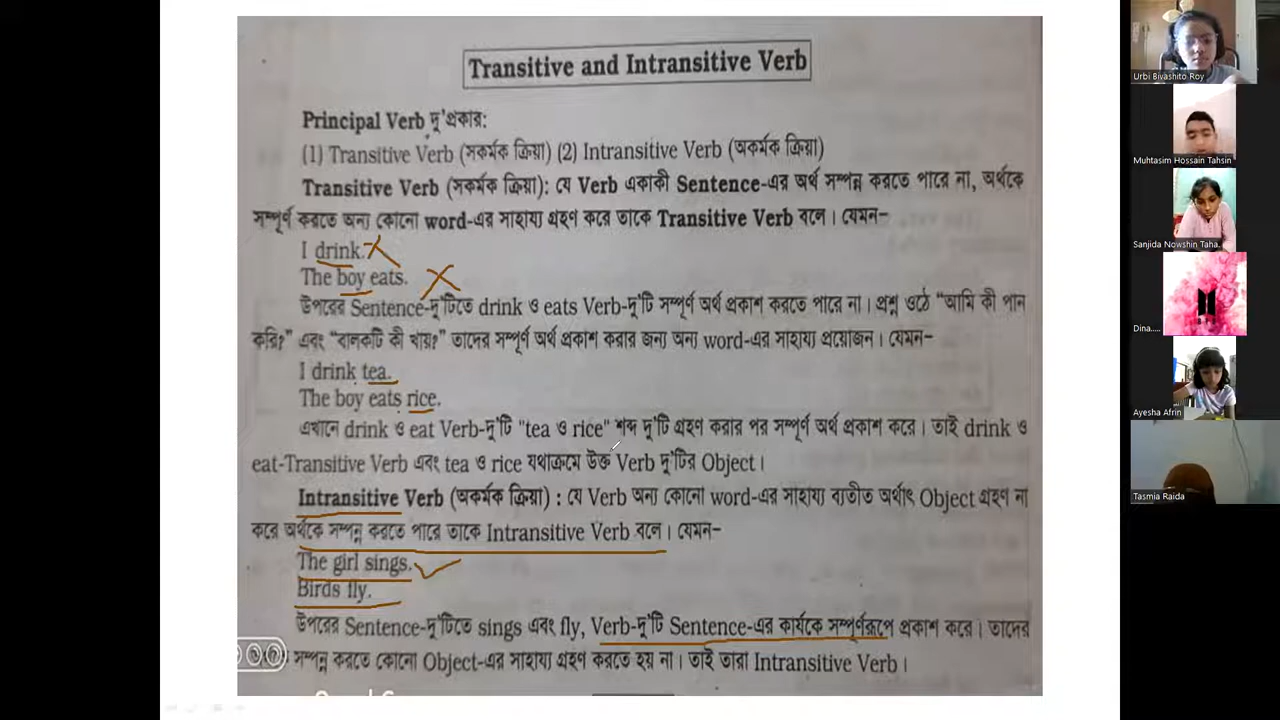 Transitive and Intransitive Verb
Principal Verb দু'প্রকার:
(1) Transitive Verb (সকর্মক ক্রিয়া) (2) Intransitive Verb (অকর্মক ক্রিয়া)
Transitive Verb (সকর্মক ক্রিয়া): যে Verb একাকী Sentence-এর অর্থ সম্পন্ন করতে পারে না, অর্থকে
সম্পূর্ণ করতে অন্য কোনো word-এর সাহায্য গ্রহণ করে তাকে Transitive Verb বলে। যেমন-
I drink.
The boy eats.
উপরের Sentence-দু'টিতে drink ও eats Verb-দু'টি সম্পূর্ণ অর্থ প্রকাশ করতে পারে না। প্রশ্ন ওঠে "আমি কী পান
করি?" এবং "বালকটি কী খায়?" তাদের সম্পূর্ণ অর্থ প্রকাশ করার জন্য অন্য word-এর সাহায্য প্রয়োজন। যেমন-
I drink tea.
The boy eats rice.
এখানে drink ও eat Verb-দু'টি "tea ও rice" শব্দ দু'টি গ্রহণ করার পর সম্পূর্ণ অর্থ প্রকাশ করে। তাই drink ও
eat-Transitive Verb এবং tea ও rice যথাক্রমে উক্ত Verb দু'টির Object।
Intransitive Verb (অকর্মক ক্রিয়া) : যে Verb অন্য কোনো word-এর সাহায্য ব্যতীত অর্থাৎ Object গ্রহণ না
করে অর্থকে সম্পন্ন করতে পারে তাকে Intransitive Verb বলে। যেমন-
The girl sings.
Birds fly.
উপরের Sentence-দু'টিতে sings এবং fly, Verb-দু'টি Sentence-এর কার্যকে সম্পূর্ণরূপে প্রকাশ করে। তাদের
সম্পন্ন করতে কোনো Object-এর সাহায্য গ্রহণ করতে হয় না। তাই তারা Intransitive Verb।
Urbi Biyashito Roy
Muhtasim Hossain Tahsin
Sanjida Nowshin Taha.
Dina.....
Ayesha Afrin
Tasmia Raida